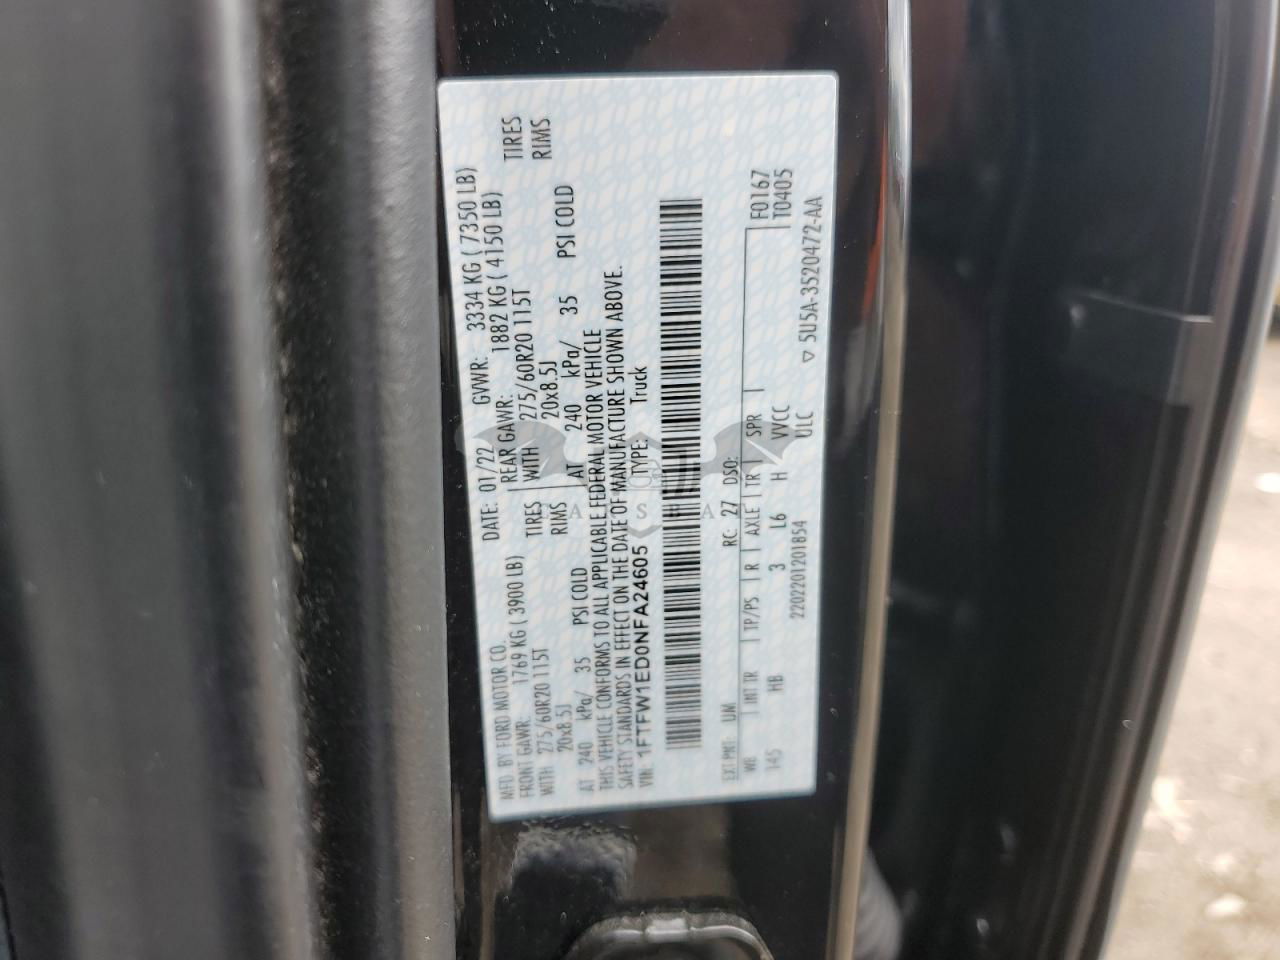 MFD. BY FORD MOTOR CO.
DATE: 01/22 GVWR: 3334 KG ( 7350 LB)
FRONT GAWR: 1769 KG ( 3900 LB) REAR GAWR: 1882 KG ( 4150 LB)
WITH 275/60R20 115T TIRES WITH 275/60R20 115T TIRES
20x8.5J RIMS 20x8.5J RIMS
AT 240 kPa/ 35 PSI COLD AT 240 kPa/ 35 PSI COLD
THIS VEHICLE CONFORMS TO ALL APPLICABLE FEDERAL MOTOR VEHICLE
SAFETY STANDARDS IN EFFECT ON THE DATE OF MANUFACTURE SHOWN ABOVE.
VIN: 1FTFW1ED0NFA24605 TYPE: Truck
EXT PNT: UM RC: 27 DSO: F0167
WB INT TR TP/PS R AXLE TR SPR T0405
145 HB 3 L6 H VVCC
2202201201854 ULC ▽ 5U5A-3520472-AA